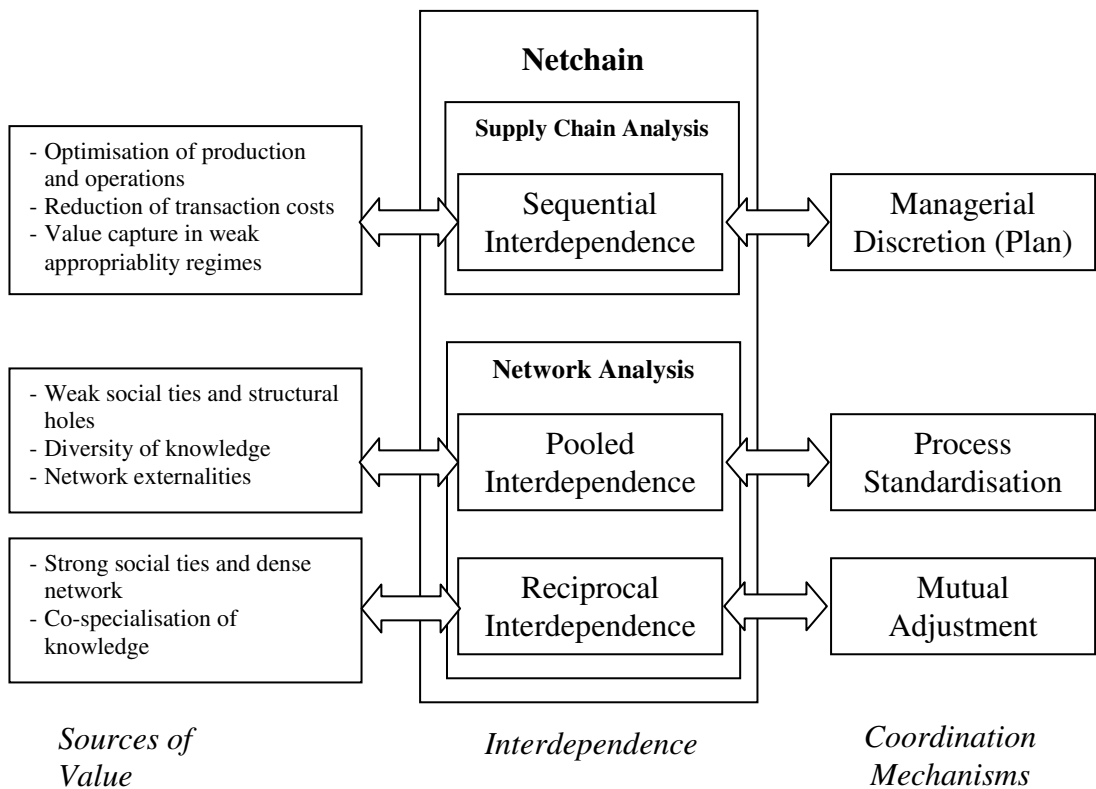 Netchain
Supply Chain Analysis
- Optimisation of production
and operations
- Reduction of transaction costs
- Value capture in weak
appropriablity regimes
Sequential
Interdependence
Managerial
Discretion (Plan)
Network Analysis
- Weak social ties and structural
holes
- Diversity of knowledge
- Network externalities
Pooled
Interdependence
Process
Standardisation
- Strong social ties and dense
network
- Co-specialisation of
knowledge
Reciprocal
Interdependence
Mutual
Adjustment
Sources of
Value
Interdependence
Coordination
Mechanisms